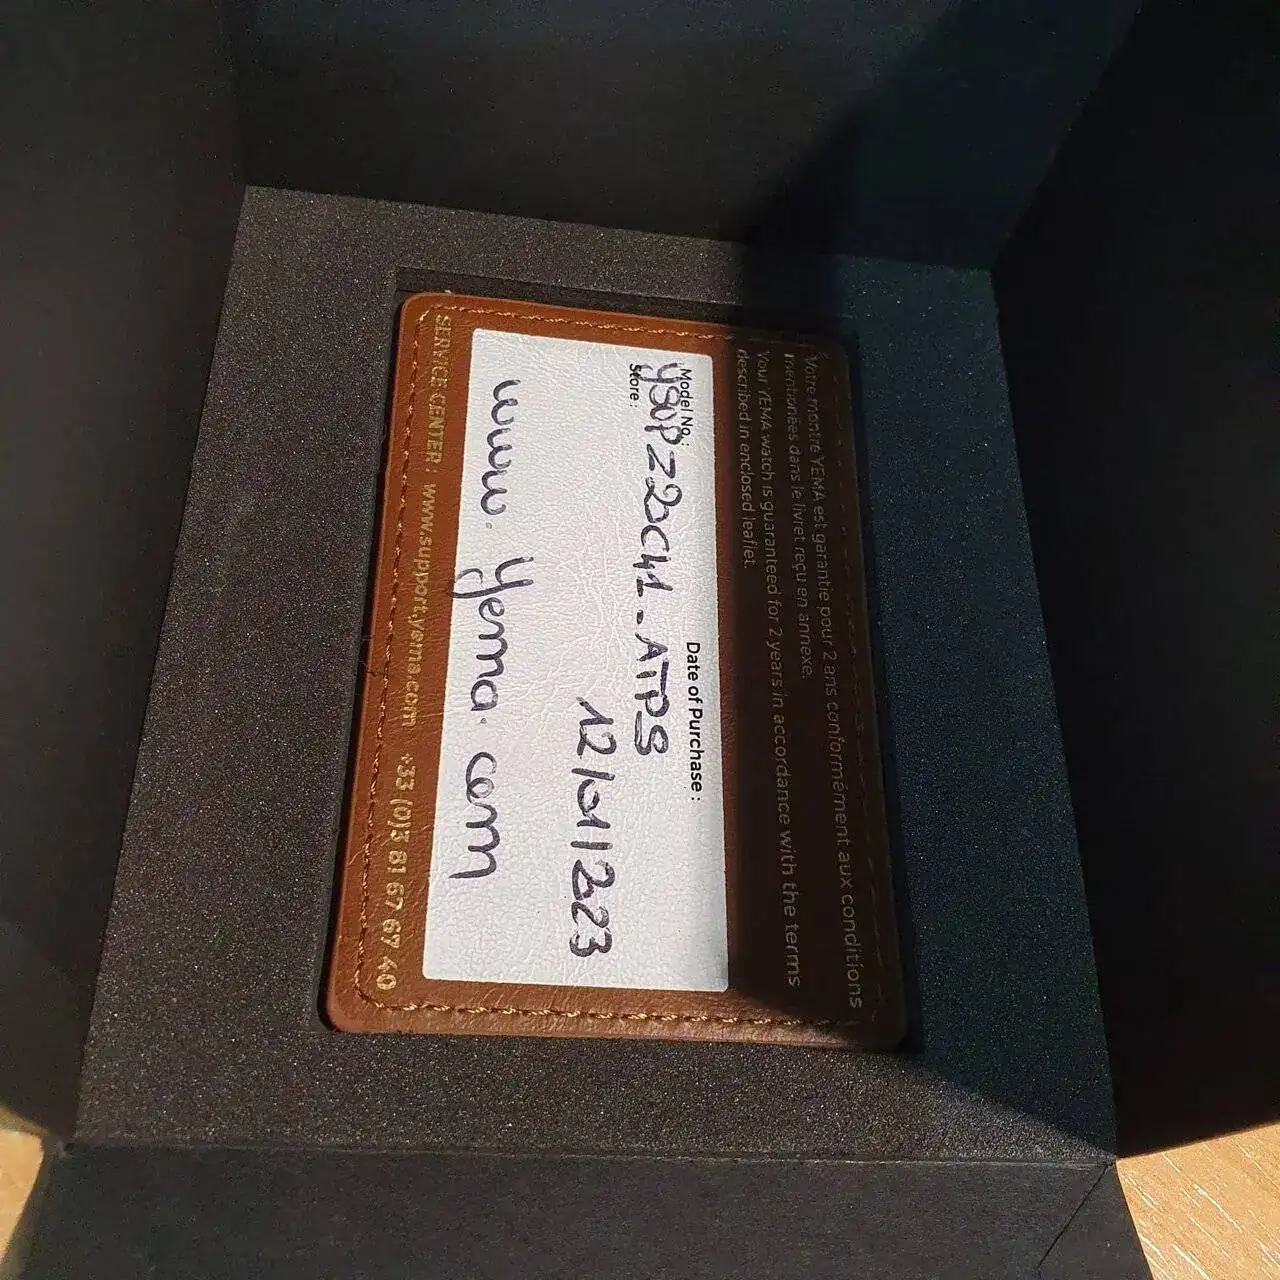 Votre montre YEMA est garantie pour 2 ans conformément aux conditions
mentionnées dans le livret reçu en annexe.
Your YEMA watch is guaranteed for 2 years in accordance with the terms
described in enclosed leaflet.
Model No. : Date of Purchase :
YSUPZ22C41-ATPS
Store : 12/01/2023
www.yema.com
SERVICE CENTER : www.support.yema.com +33 (0)3 81 67 67 40